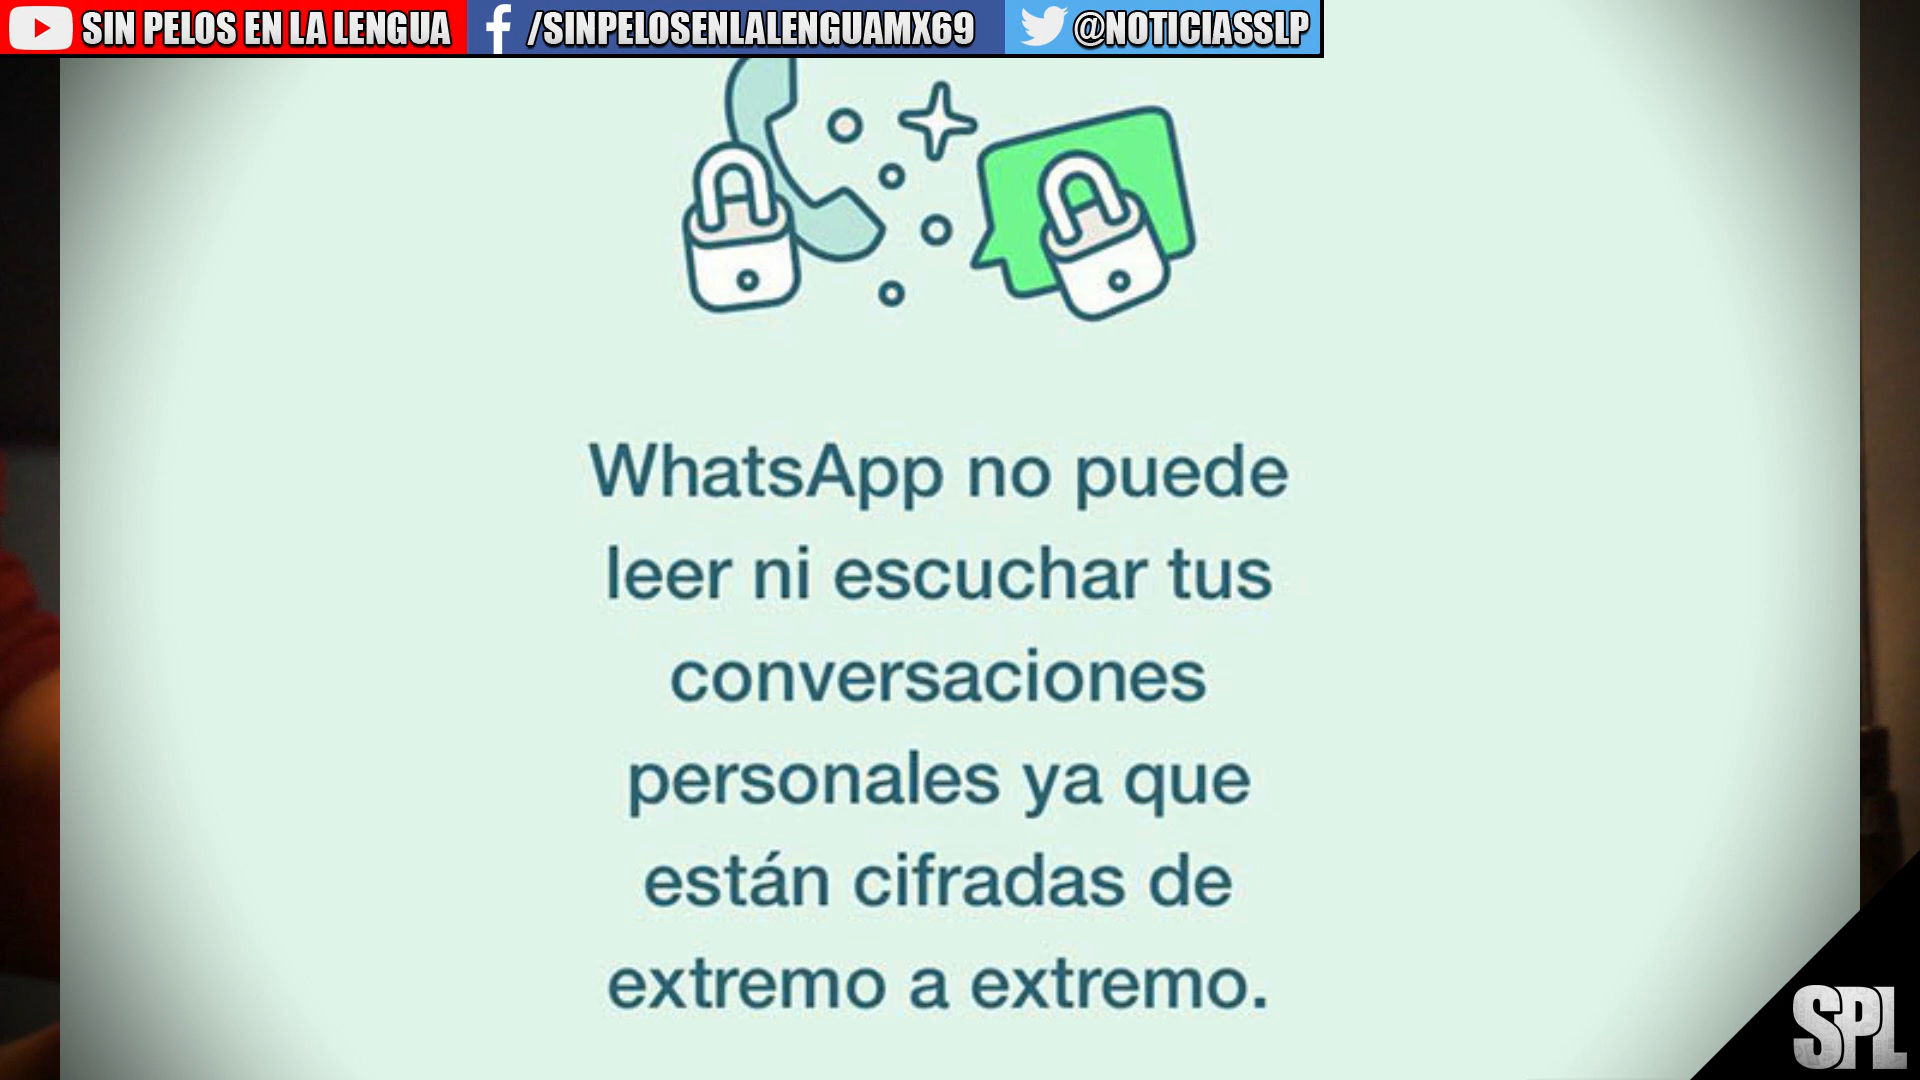 SIN PELOS EN LA LENGUA
/SINPELOSENLALENGUAMX69
@NOTICIASSLP
WhatsApp no puede
leer ni escuchar tus
conversaciones
personales ya que
están cifradas de
extremo a extremo.
SPL